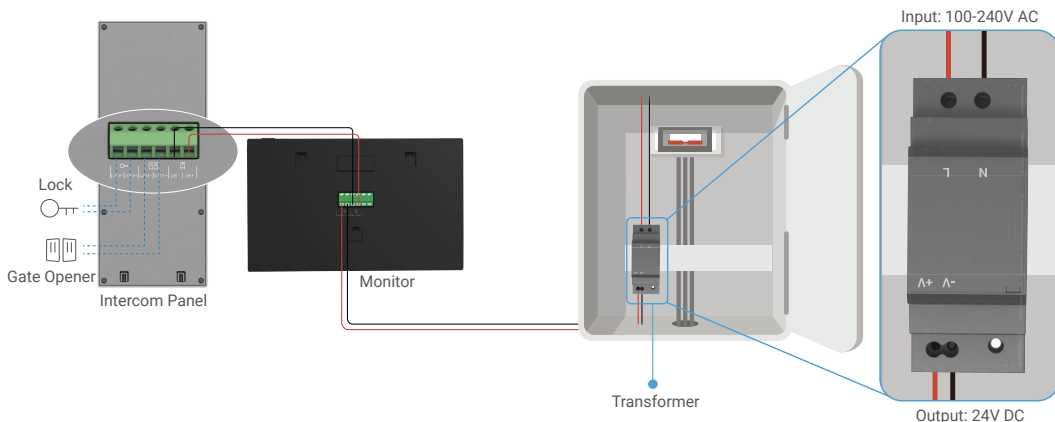 Input: 100-240V AC
Lock
Gate Opener
Intercom Panel
Monitor
Transformer
L N
V+ V-
Output: 24V DC